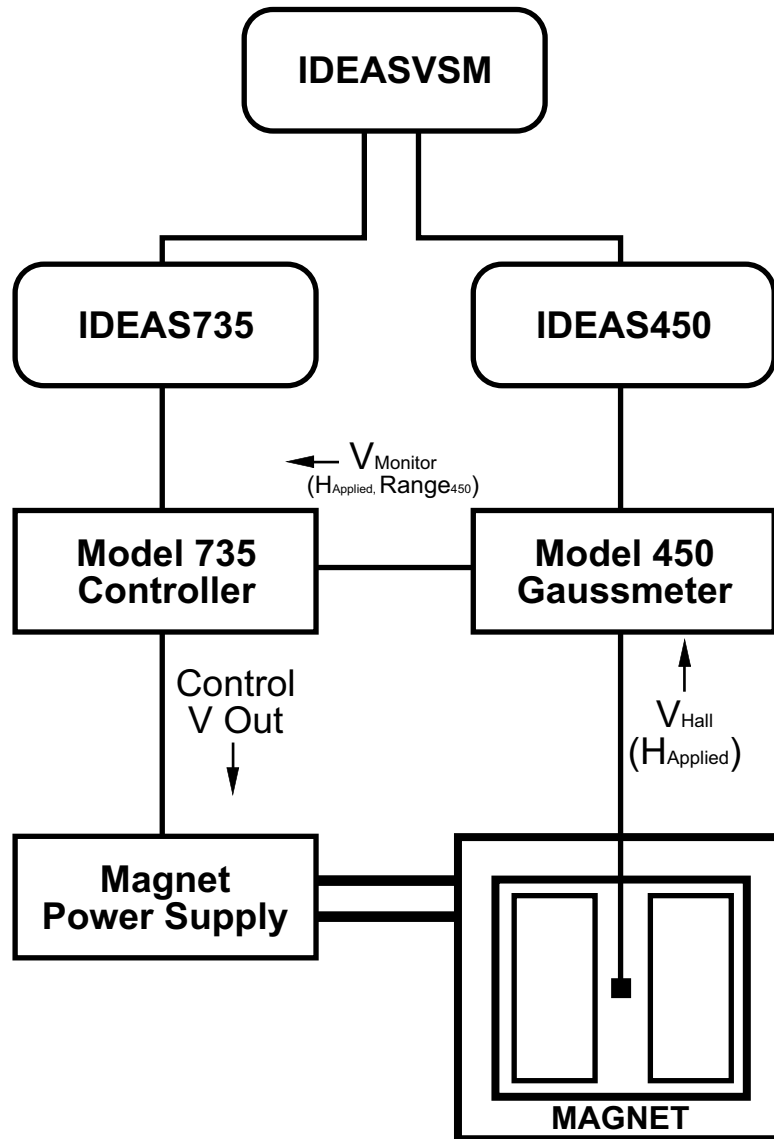 IDEASVSM
IDEAS735
IDEAS450
VMonitor
(HApplied, Range450)
Model 735
Controller
Model 450
Gaussmeter
Control
V Out
VHall
(HApplied)
Magnet
Power Supply
MAGNET